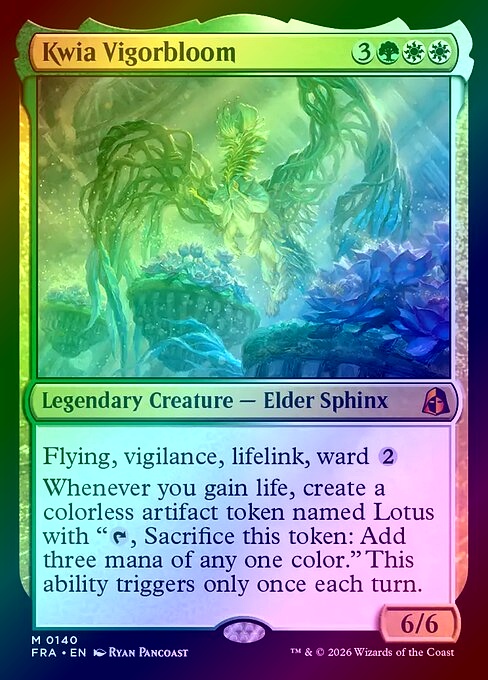 Kwia Vigorbloom 3
Legendary Creature — Elder Sphinx
Flying, vigilance, lifelink, ward 2
Whenever you gain life, create a
colorless artifact token named Lotus
with “, Sacrifice this token: Add
three mana of any one color.” This
ability triggers only once each turn.
6/6
M 0140
FRA • EN Ryan Pancoast
™ & © 2026 Wizards of the Coast